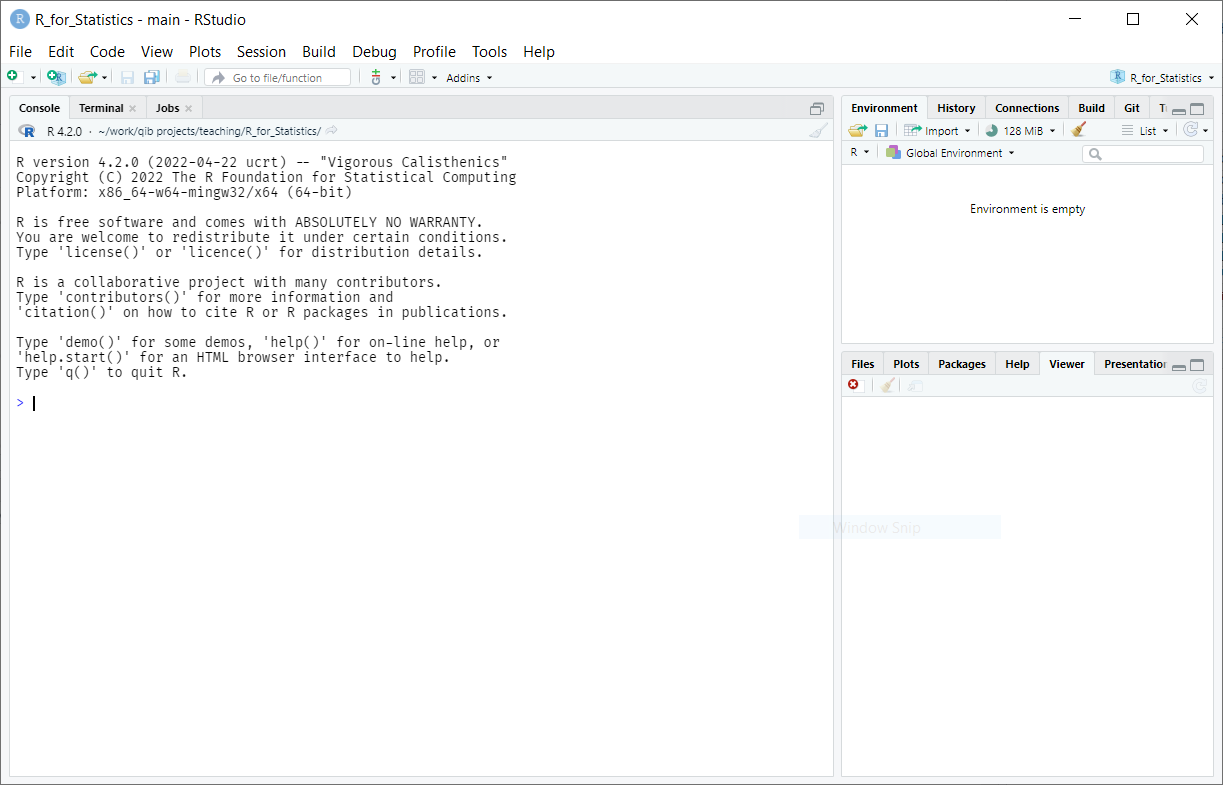 R_for_Statistics - main - RStudio
File Edit Code View Plots Session Build Debug Profile Tools Help
Go to file/function Addins R_for_Statistics
Console Terminal Jobs
R 4.2.0 · ~/work/qib projects/teaching/R_for_Statistics/
R version 4.2.0 (2022-04-22 ucrt) -- "Vigorous Calisthenics"
Copyright (C) 2022 The R Foundation for Statistical Computing
Platform: x86_64-w64-mingw32/x64 (64-bit)
R is free software and comes with ABSOLUTELY NO WARRANTY.
You are welcome to redistribute it under certain conditions.
Type 'license()' or 'licence()' for distribution details.
R is a collaborative project with many contributors.
Type 'contributors()' for more information and
'citation()' on how to cite R or R packages in publications.
Type 'demo()' for some demos, 'help()' for on-line help, or
'help.start()' for an HTML browser interface to help.
Type 'q()' to quit R.
>
Environment History Connections Build Git
Import 128 MiB List
R Global Environment
Environment is empty
Files Plots Packages Help Viewer Presentation
Window Snip